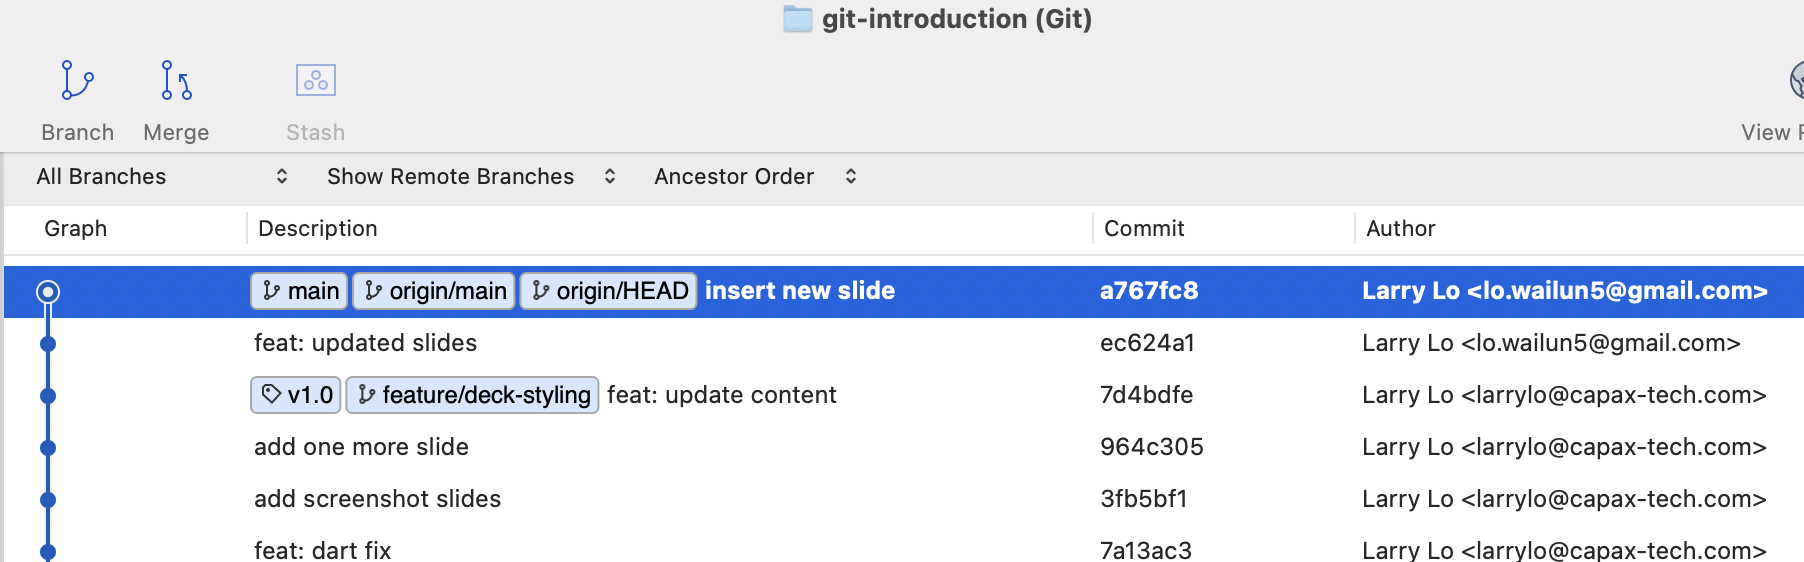 git-introduction (Git)
Branch Merge Stash View
All Branches Show Remote Branches Ancestor Order
Graph Description Commit Author
main origin/main origin/HEAD insert new slide a767fc8 Larry Lo <lo.wailun5@gmail.com>
feat: updated slides ec624a1 Larry Lo <lo.wailun5@gmail.com>
v1.0 feature/deck-styling feat: update content 7d4bdfe Larry Lo <larrylo@capax-tech.com>
add one more slide 964c305 Larry Lo <larrylo@capax-tech.com>
add screenshot slides 3fb5bf1 Larry Lo <larrylo@capax-tech.com>
feat: dart fix 7a13ac3 Larry Lo <larrylo@capax-tech.com>